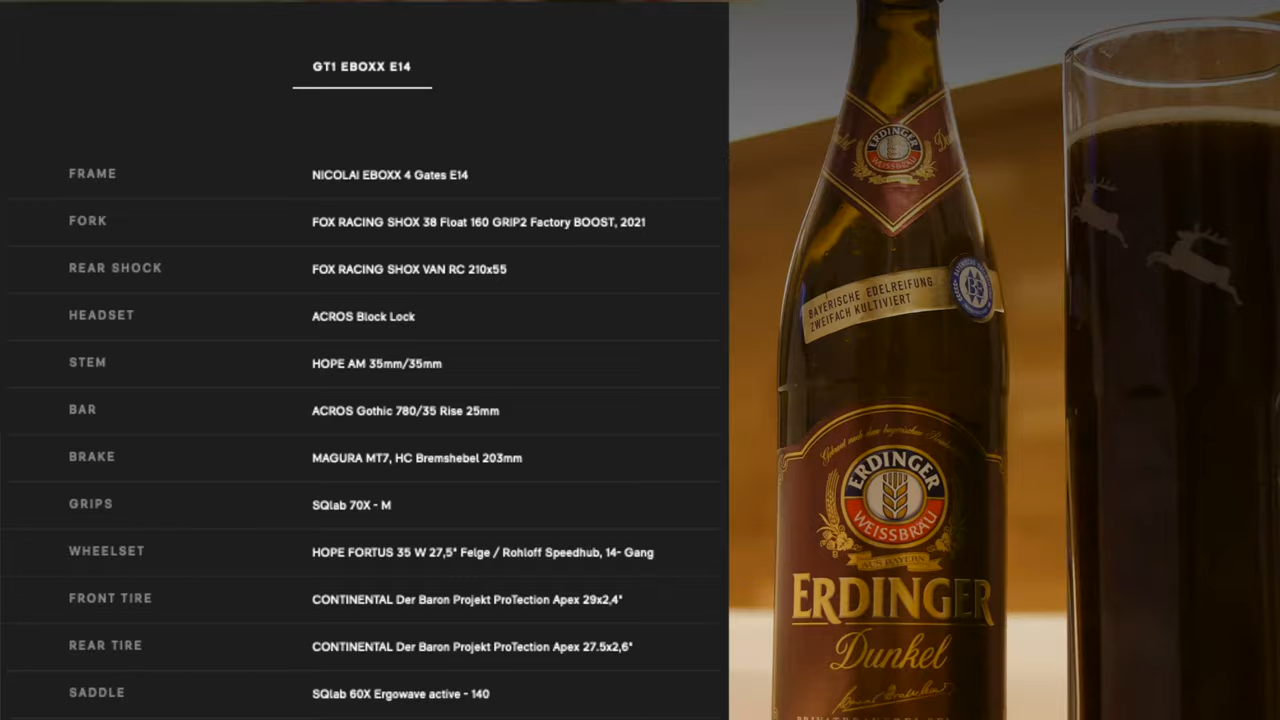 GT1 EBOXX E14
FRAME NICOLAI EBOXX 4 Gates E14
FORK FOX RACING SHOX 38 Float 160 GRIP2 Factory BOOST, 2021
REAR SHOCK FOX RACING SHOX VAN RC 210x55
HEADSET ACROS Block Lock
STEM HOPE AM 35mm/35mm
BAR ACROS Gothic 780/35 Rise 25mm
BRAKE MAGURA MT7, HC Bremshebel 203mm
GRIPS SQlab 70X - M
WHEELSET HOPE FORTUS 35 W 27,5" Felge / Rohloff Speedhub, 14- Gang
FRONT TIRE CONTINENTAL Der Baron Projekt ProTection Apex 29x2,4"
REAR TIRE CONTINENTAL Der Baron Projekt ProTection Apex 27.5x2,6"
SADDLE SQlab 60X Ergowave active - 140
ERDINGER
WEISSBRÄU
BAYERISCHE EDELREIFUNG
ZWEIFACH KULTIVIERT
ERDINGER
WEISSBRÄU
AUS BAYERN
ERDINGER
Dunkel